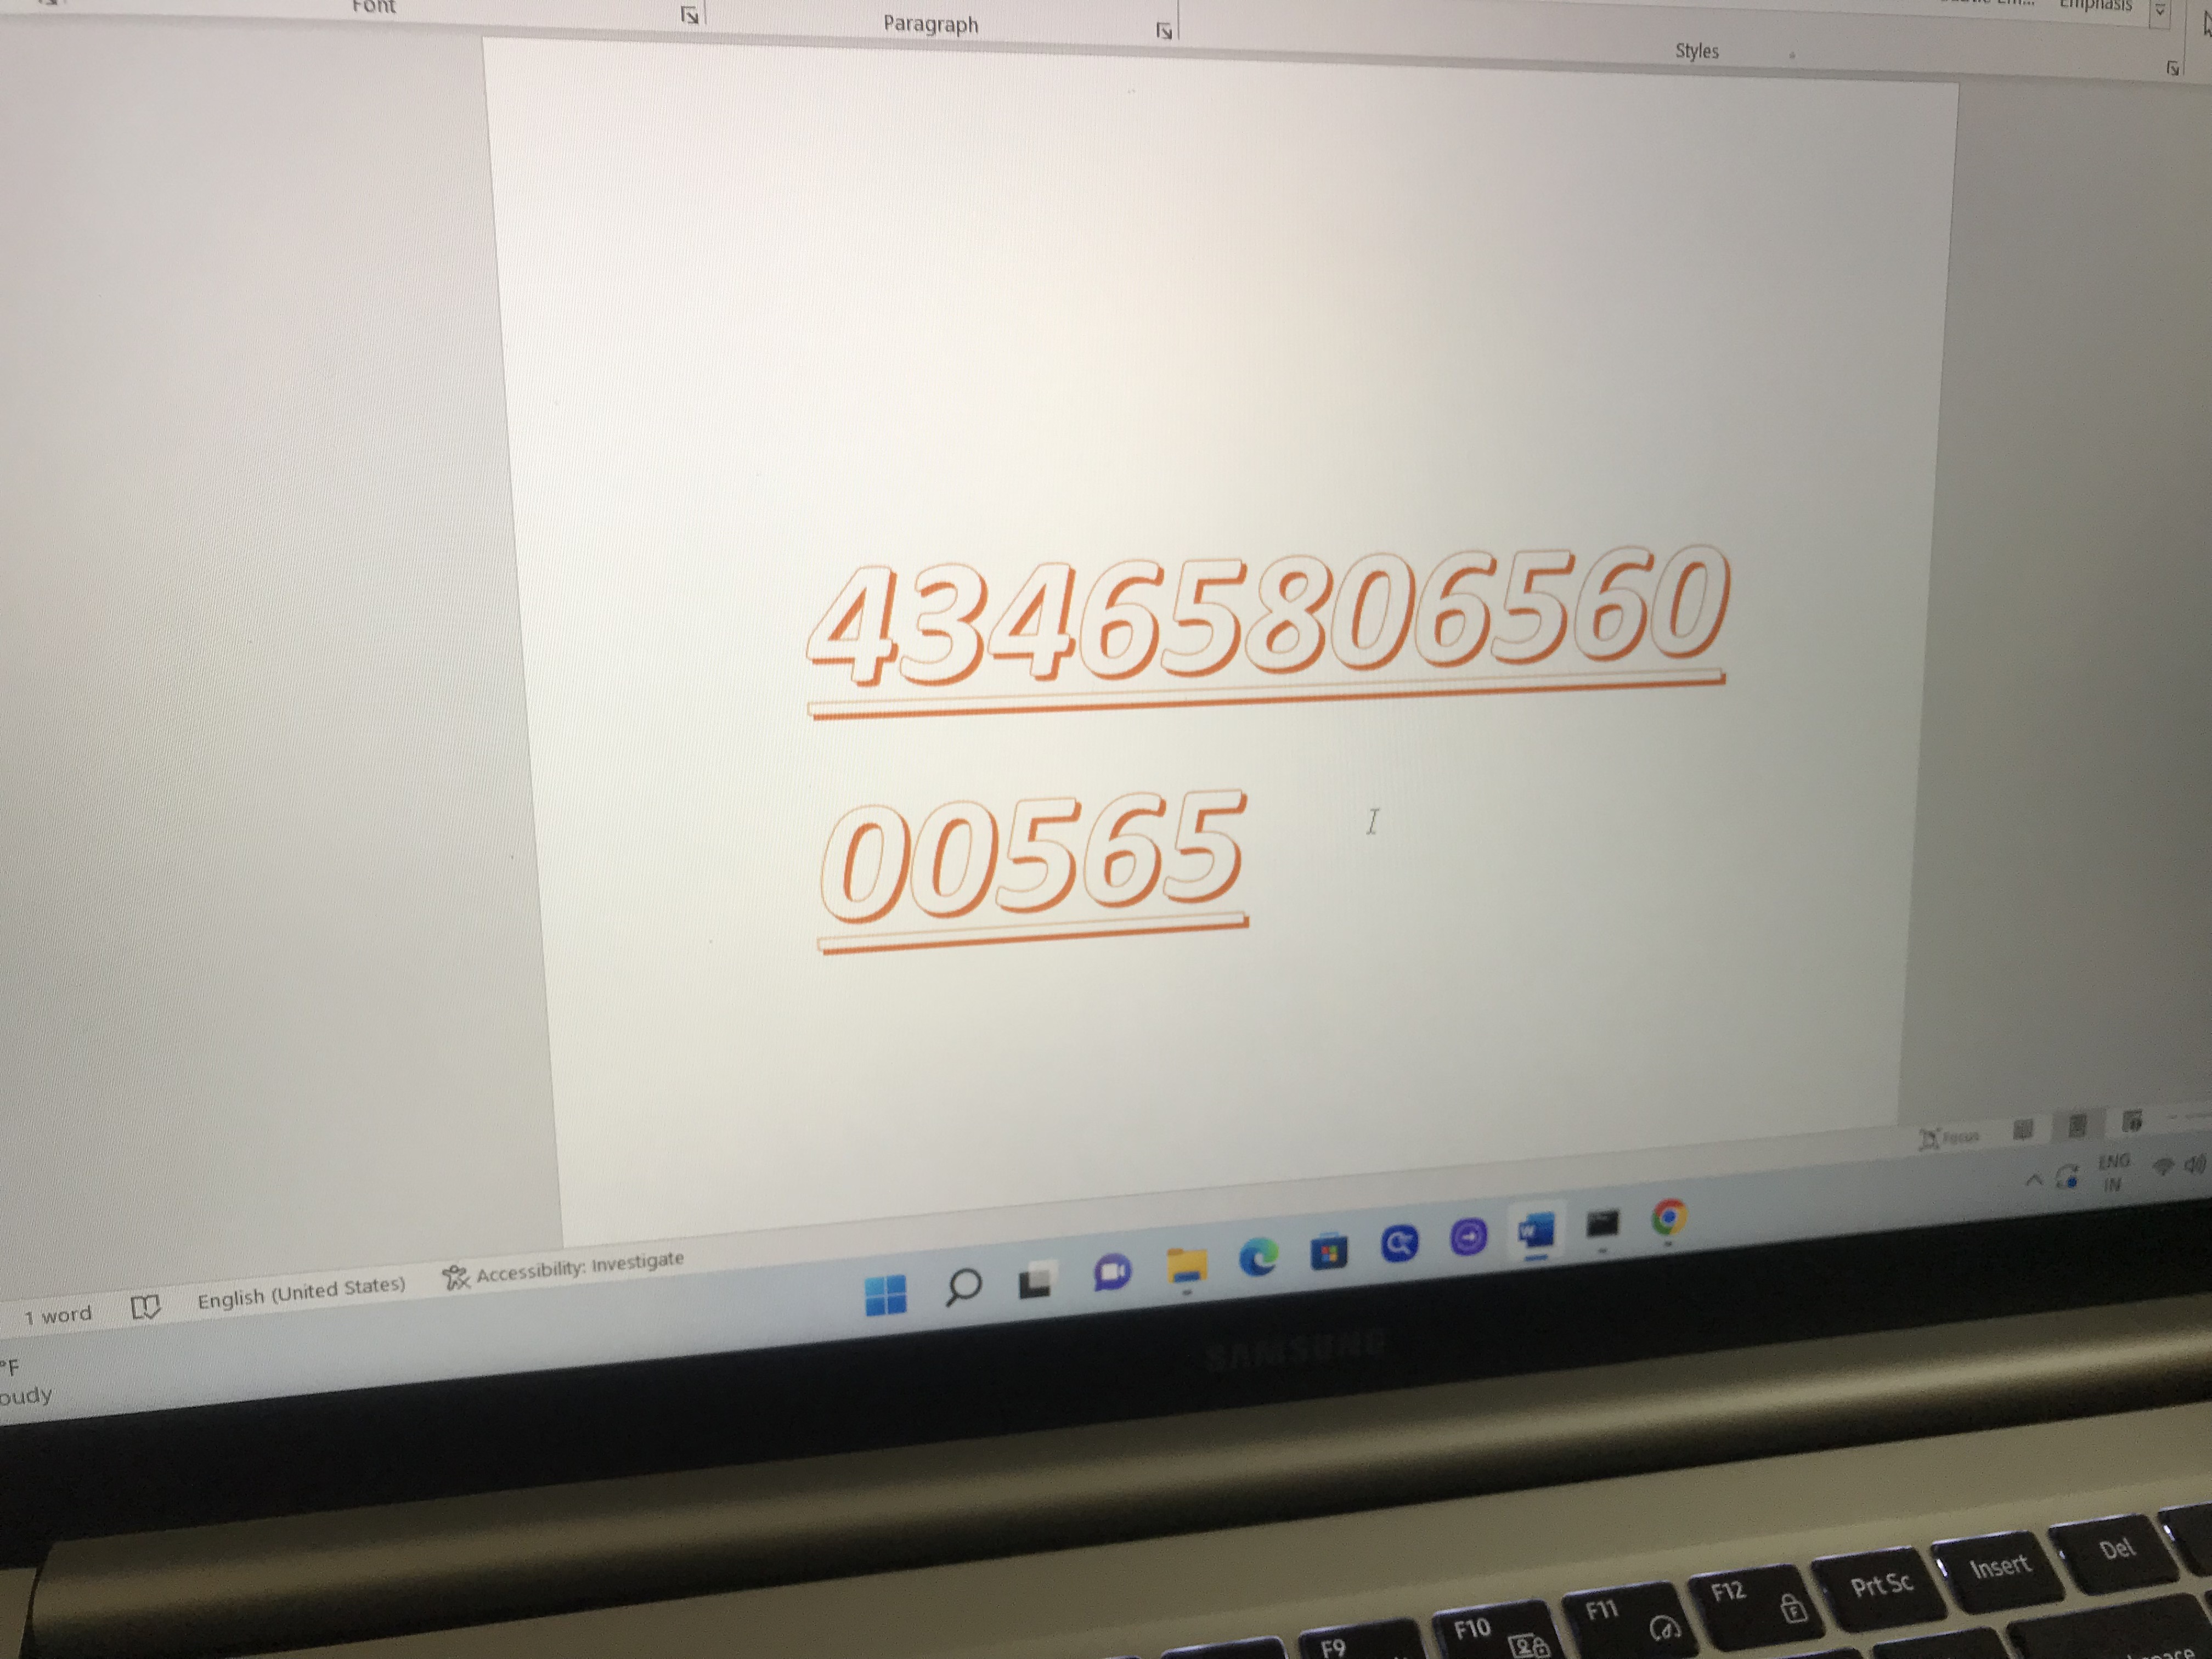 Font
Paragraph
Styles
Emphasis
43465806560
00565
Focus
1 word
English (United States)
Accessibility: Investigate
ENG
IN
°F
SAMSUNG
F9
F10
F11
F12
Prt Sc
Insert
Del